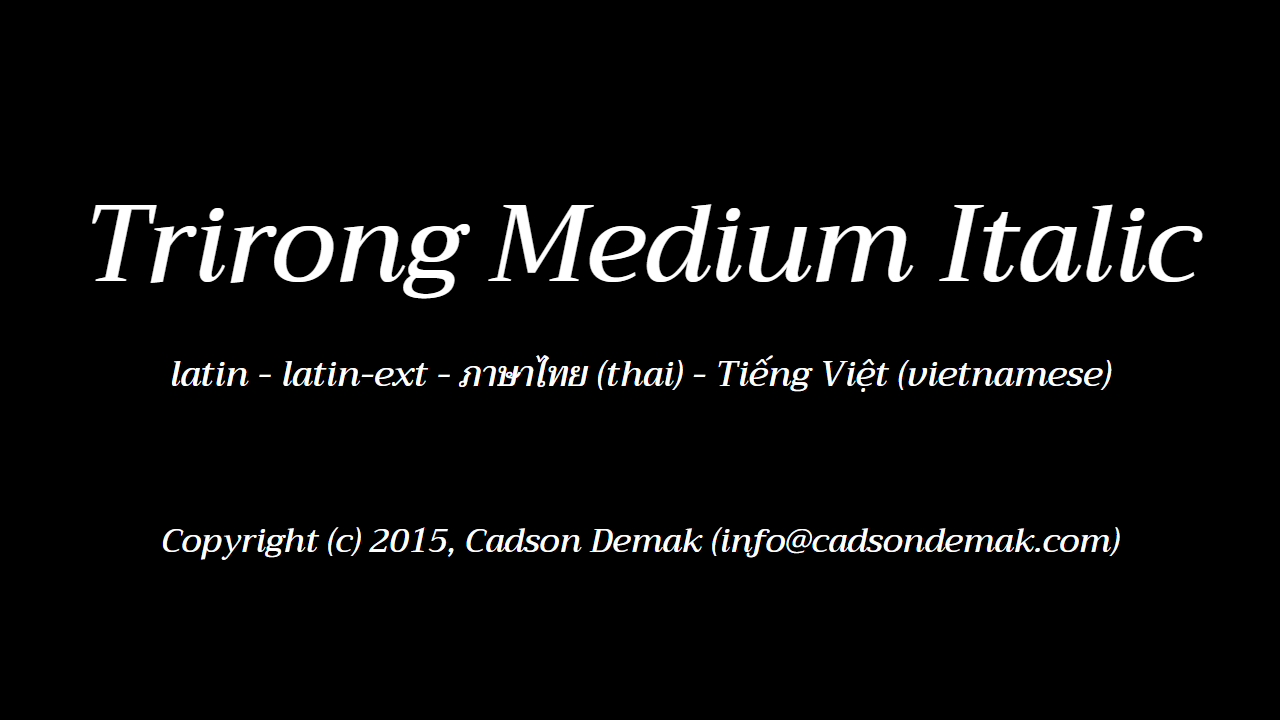 Trirong Medium Italic
latin - latin-ext - ภาษาไทย (thai) - Tiếng Việt (vietnamese)
Copyright (c) 2015, Cadson Demak (info@cadsondemak.com)